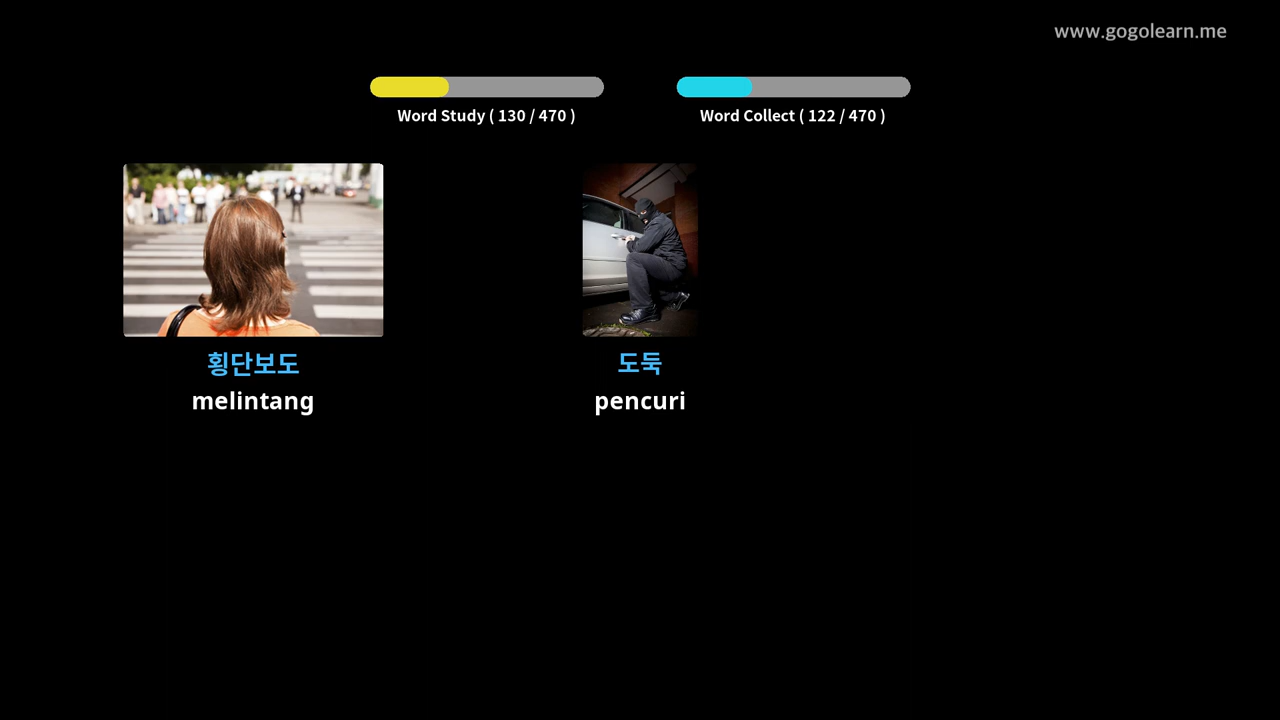 www.gogolearn.me
Word Study ( 130 / 470 )
Word Collect ( 122 / 470 )
횡단보도
melintang
도둑
pencuri